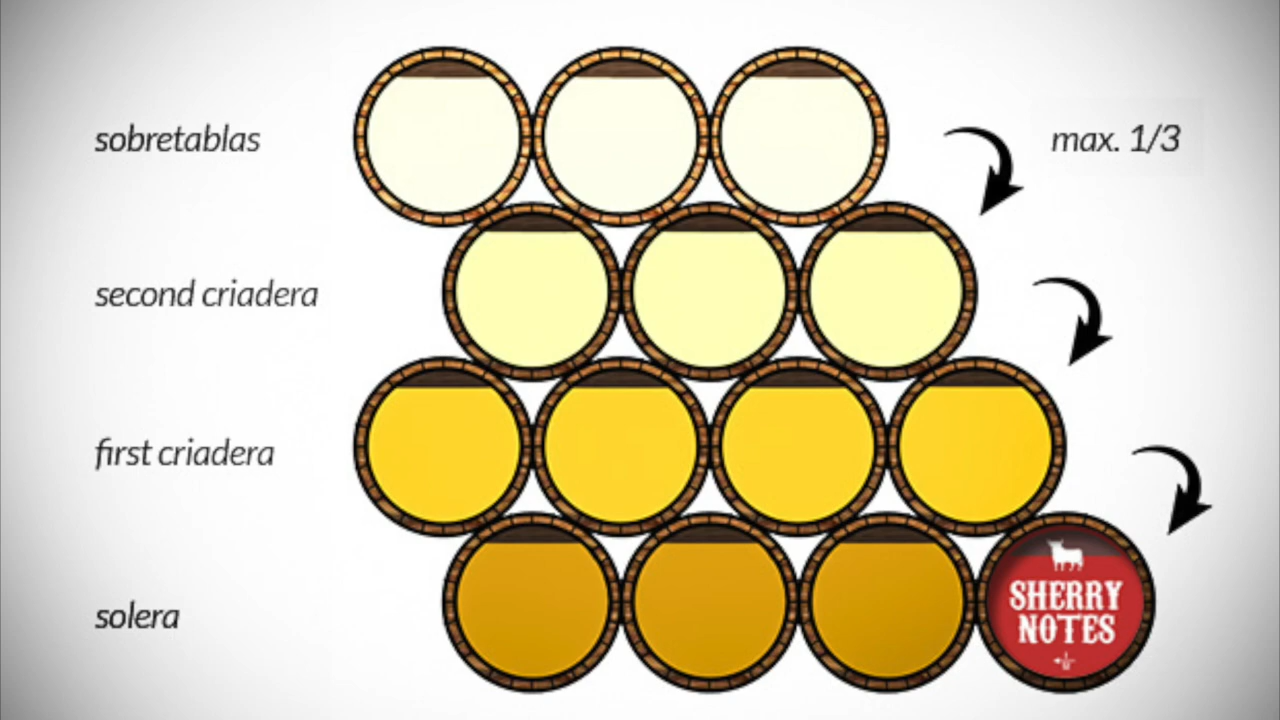 sobretablas
max. 1/3
second criadera
first criadera
solera
SHERRY
NOTES